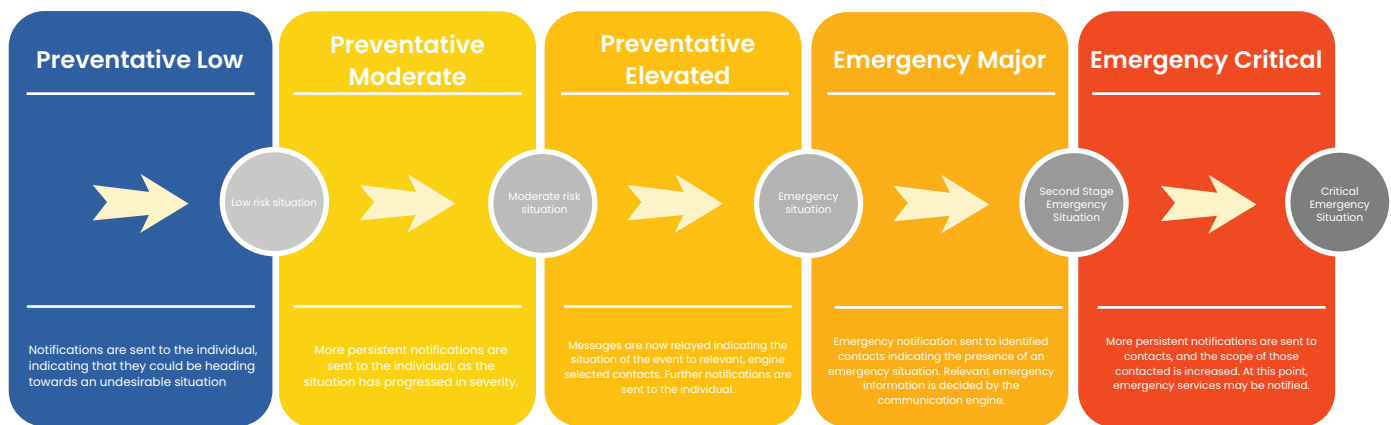 Preventative Low
Low risk situation
Notifications are sent to the individual,
indicating that they could be heading
towards an undesirable situation
Preventative
Moderate
Moderate risk
situation
More persistent notifications are
sent to the individual, as the
situation has progressed in severity.
Preventative
Elevated
Emergency
situation
Messages are now relayed indicating the
situation of the event to relevant, engine
selected contacts. Further notifications are
sent to the individual.
Emergency Major
Second Stage
Emergency
Situation
Emergency notification sent to identified
contacts indicating the presence of an
emergency situation. Relevant emergency
information is decided by the
communication engine.
Emergency Critical
Critical
Emergency
Situation
More persistent notifications are sent to
contacts, and the scope of those
contacted is increased. At this point,
emergency services may be notified.